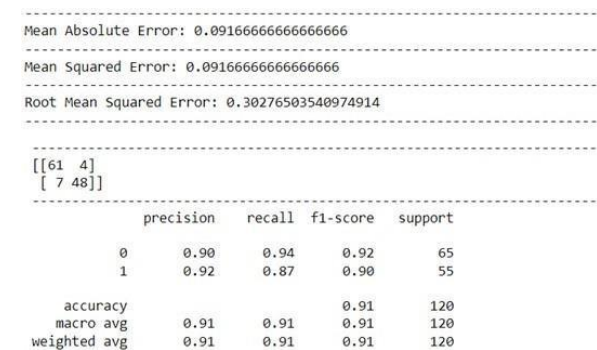 Mean Absolute Error: 0.09166666666666666
Mean Squared Error: 0.09166666666666666
Root Mean Squared Error: 0.30276503540974914
[[61 4]
[ 7 48]]
precision recall f1-score support
0 0.90 0.94 0.92 65
1 0.92 0.87 0.90 55
accuracy 0.91 120
macro avg 0.91 0.91 0.91 120
weighted avg 0.91 0.91 0.91 120